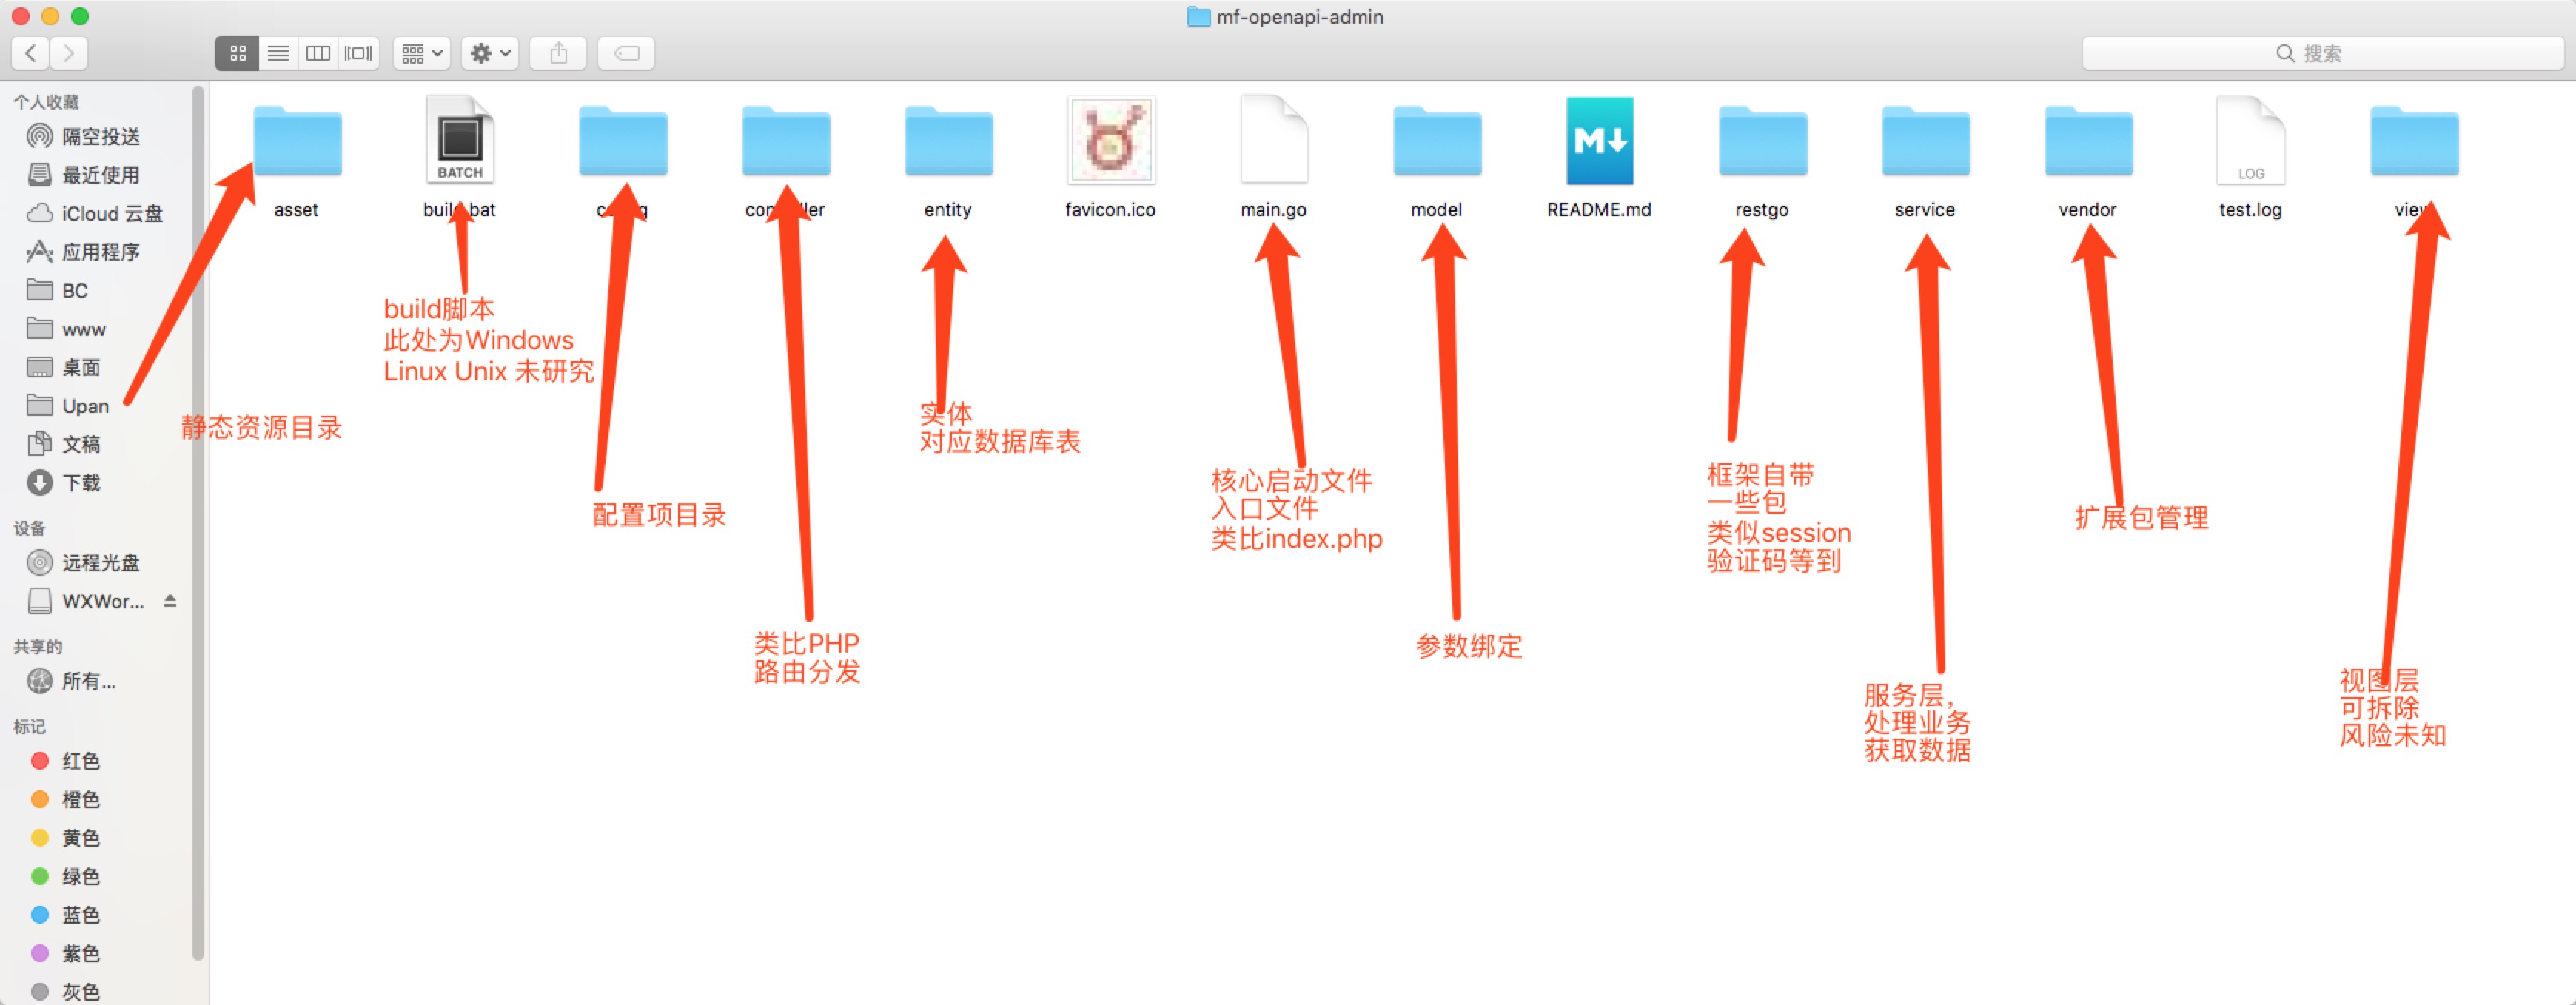 mf-openapi-admin
搜索
个人收藏
隔空投送
最近使用
iCloud 云盘
应用程序
BC
www
桌面
Upan
文稿
下载
设备
远程光盘
WXWor...
共享的
所有...
标记
红色
橙色
黄色
绿色
蓝色
紫色
灰色
BATCH
M
LOG
asset
build.bat
config
controller
entity
favicon.ico
main.go
model
README.md
restgo
service
vendor
test.log
view
静态资源目录
build脚本
此处为Windows
Linux Unix 未研究
配置项目录
类比PHP
路由分发
实体
对应数据库表
核心启动文件
入口文件
类比index.php
参数绑定
框架自带
一些包
类似session
验证码等到
服务层，
处理业务
获取数据
扩展包管理
视图层
可拆除
风险未知